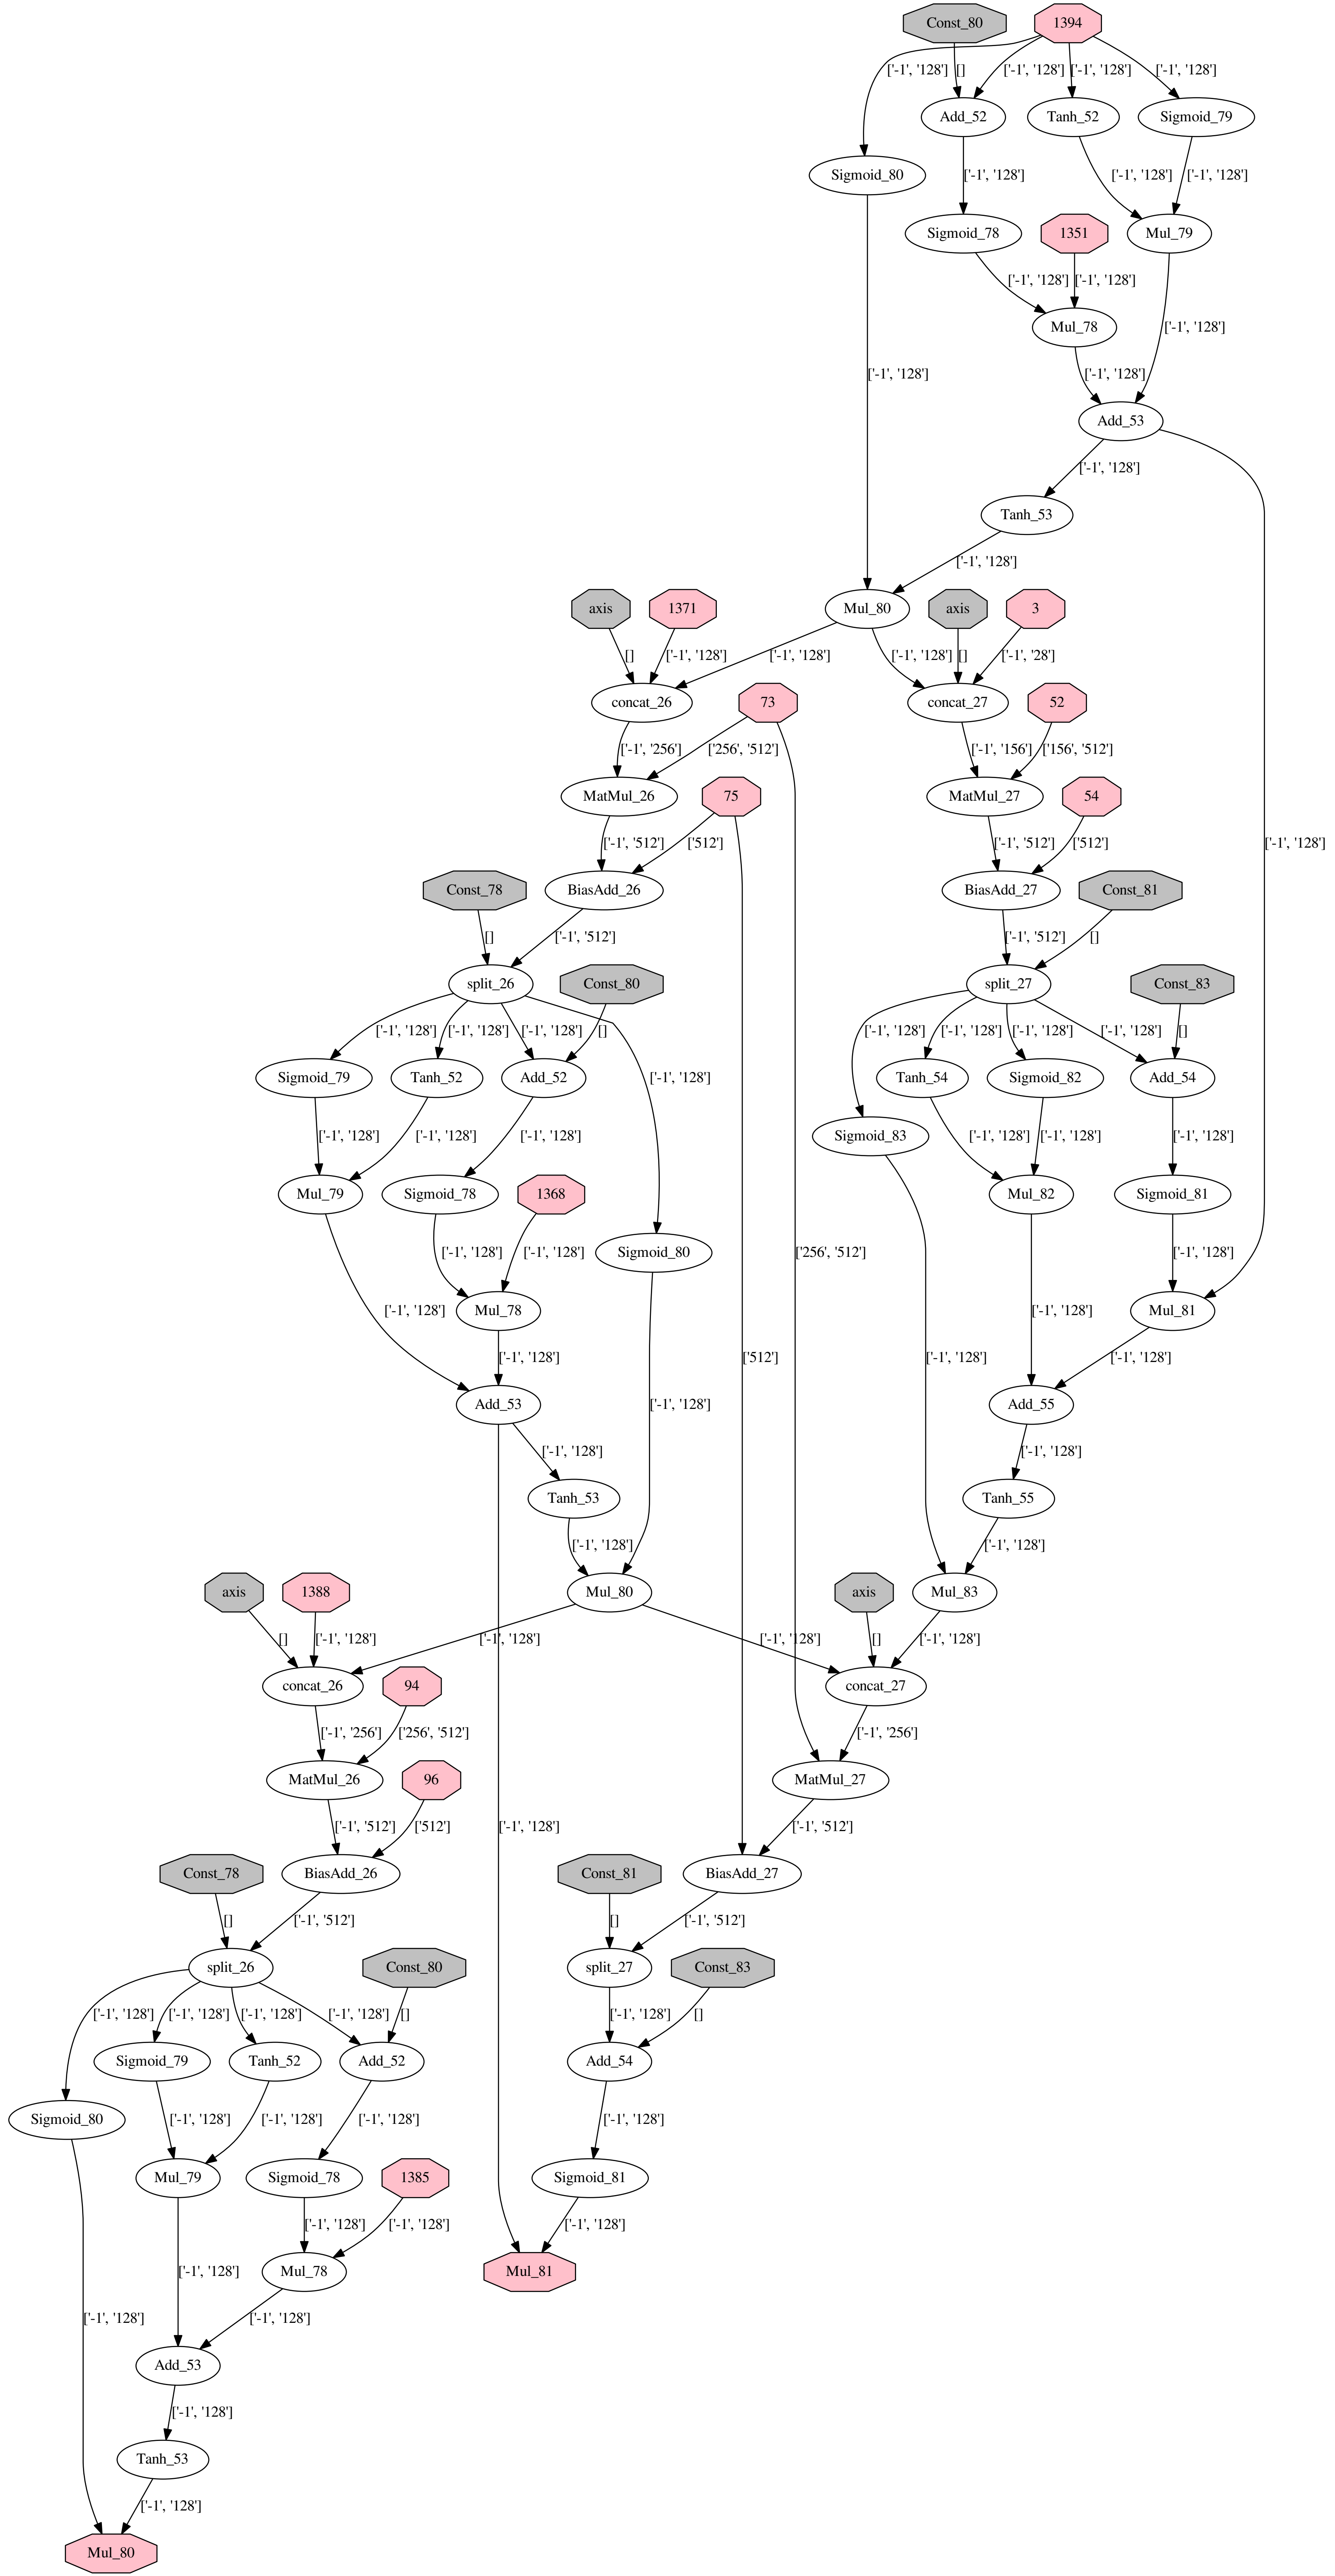 Const_80 1394
['-1', '128'] [] ['-1', '128'] ['-1', '128'] ['-1', '128']
Add_52 Tanh_52 Sigmoid_79
Sigmoid_80 ['-1', '128'] ['-1', '128'] ['-1', '128']
Sigmoid_78 1351 Mul_79
['-1', '128'] ['-1', '128']
Mul_78 ['-1', '128']
['-1', '128'] ['-1', '128']
Add_53
['-1', '128']
Tanh_53
['-1', '128']
axis 1371 Mul_80 axis 3
[] ['-1', '128'] ['-1', '128'] ['-1', '128'] [] ['-1', '28']
concat_26 73 concat_27 52
['-1', '256'] ['256', '512'] ['-1', '156'] ['156', '512']
MatMul_26 75 MatMul_27 54
['-1', '512'] ['512'] ['-1', '512'] ['512'] ['-1', '128']
Const_78 BiasAdd_26 BiasAdd_27 Const_81
[] ['-1', '512'] ['-1', '512'] []
split_26 Const_80 split_27 Const_83
['-1', '128'] ['-1', '128'] ['-1', '128'] [] ['-1', '128'] ['-1', '128'] ['-1', '128'] ['-1', '128'] []
Sigmoid_79 Tanh_52 Add_52 ['-1', '128'] Tanh_54 Sigmoid_82 Add_54
['-1', '128'] ['-1', '128'] ['-1', '128'] Sigmoid_83 ['-1', '128'] ['-1', '128'] ['-1', '128']
Mul_79 Sigmoid_78 1368 Mul_82 Sigmoid_81
['-1', '128'] ['-1', '128'] Sigmoid_80 ['256', '512'] ['-1', '128']
['-1', '128'] Mul_78 ['-1', '128'] Mul_81
['-1', '128'] ['512'] ['-1', '128'] ['-1', '128']
Add_53 ['-1', '128'] Add_55
['-1', '128'] ['-1', '128']
Tanh_53 Tanh_55
['-1', '128'] ['-1', '128']
axis 1388 Mul_80 axis Mul_83
[] ['-1', '128'] ['-1', '128'] ['-1', '128'] [] ['-1', '128']
concat_26 94 concat_27
['-1', '256'] ['256', '512'] ['-1', '256']
MatMul_26 96 MatMul_27
['-1', '512'] ['512'] ['-1', '128'] ['-1', '512']
Const_78 BiasAdd_26 Const_81 BiasAdd_27
[] ['-1', '512'] [] ['-1', '512']
split_26 Const_80 split_27 Const_83
['-1', '128'] ['-1', '128'] ['-1', '128'] ['-1', '128'] [] ['-1', '128'] []
Sigmoid_79 Tanh_52 Add_52 Add_54
Sigmoid_80 ['-1', '128'] ['-1', '128'] ['-1', '128'] ['-1', '128']
Mul_79 Sigmoid_78 1385 Sigmoid_81
['-1', '128'] ['-1', '128'] ['-1', '128']
['-1', '128'] Mul_78 Mul_81
['-1', '128'] ['-1', '128']
Add_53
['-1', '128']
Tanh_53
['-1', '128']
Mul_80